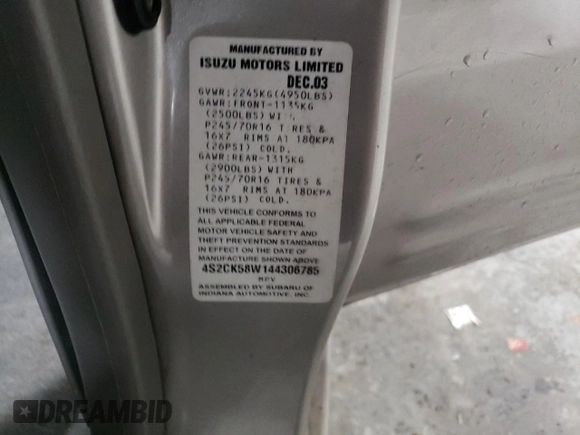 MANUFACTURED BY
ISUZU MOTORS LIMITED
DEC.03
GVWR:2245KG(4950LBS)
GAWR:FRONT-1135KG
(2500LBS) WITH
P245/70R16 TIRES &
16X7 RIMS AT 180KPA
(26PSI) COLD.
GAWR:REAR-1315KG
(2900LBS) WITH
P245/70R16 TIRES &
16X7 RIMS AT 180KPA
(26PSI) COLD.
THIS VEHICLE CONFORMS TO
ALL APPLICABLE FEDERAL
MOTOR VEHICLE SAFETY AND
THEFT PREVENTION STANDARDS
IN EFFECT ON THE DATE OF
MANUFACTURE SHOWN ABOVE
4S2CK58W144306785
MPV
ASSEMBLED BY SUBARU OF
INDIANA AUTOMOTIVE, INC.
DREAMBID